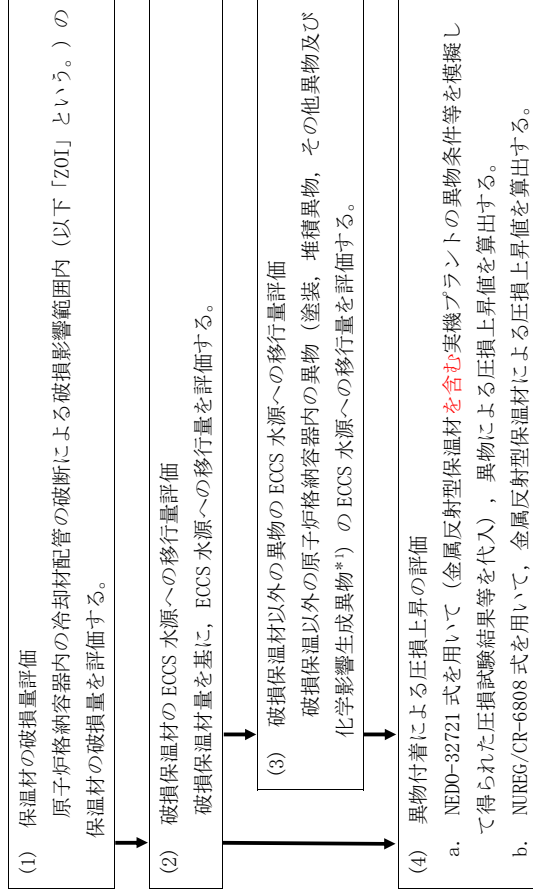 (1) 保温材の破損量評価
原子炉格納容器内の冷却材配管の破断による破損影響範囲内（以下「ZOI」という。）の
保温材の破損量を評価する。
(2) 破損保温材の ECCS 水源への移行量評価
破損保温材量を基に，ECCS 水源への移行量を評価する。
(3) 破損保温材以外の異物の ECCS 水源への移行量評価
破損保温以外の原子炉格納容器内の異物（塗装，堆積異物，その他異物及び
化学影響生成異物*1）の ECCS 水源への移行量を評価する。
(4) 異物付着による圧損上昇の評価
a. NEDO-32721 式を用いて（金属反射型保温材を含む実機プラントの異物条件等を模擬し
て得られた圧損試験結果等を代入），異物による圧損上昇値を算出する。
b. NUREG/CR-6808 式を用いて，金属反射型保温材による圧損上昇値を算出する。